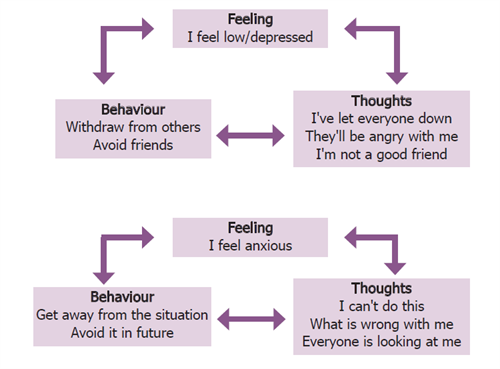 Feeling
I feel low/depressed
Behaviour
Withdraw from others
Avoid friends
Thoughts
I've let everyone down
They'll be angry with me
I'm not a good friend
Feeling
I feel anxious
Behaviour
Get away from the situation
Avoid it in future
Thoughts
I can't do this
What is wrong with me
Everyone is looking at me